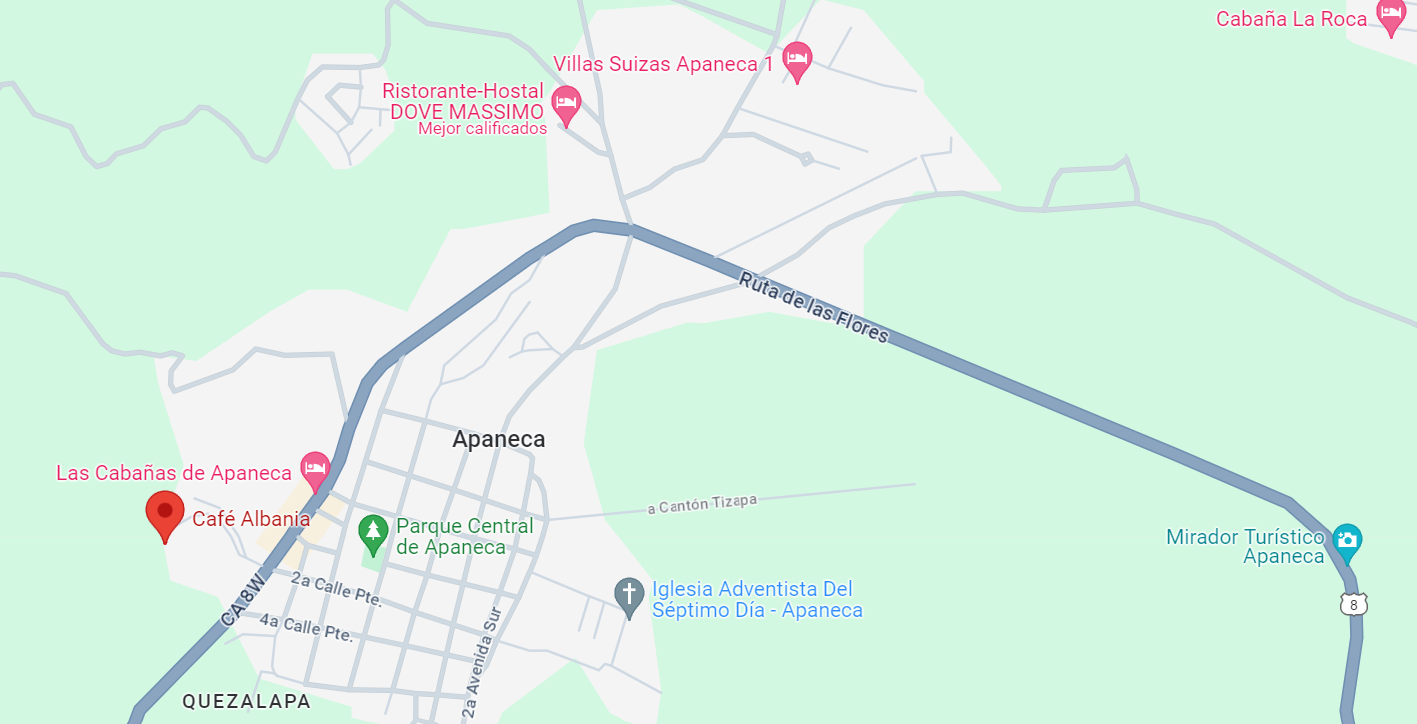 Cabaña La Roca
Villas Suizas Apaneca 1
Ristorante-Hostal
DOVE MASSIMO
Mejor calificados
Ruta de las Flores
Apaneca
Las Cabañas de Apaneca
a Cantón Tizapa
Café Albania
Parque Central
de Apaneca
Mirador Turístico
Apaneca
2a Calle Pte.
CA 8W
Iglesia Adventista Del
Séptimo Día - Apaneca
8
4a Calle Pte.
2a Avenida Sur
QUEZALAPA